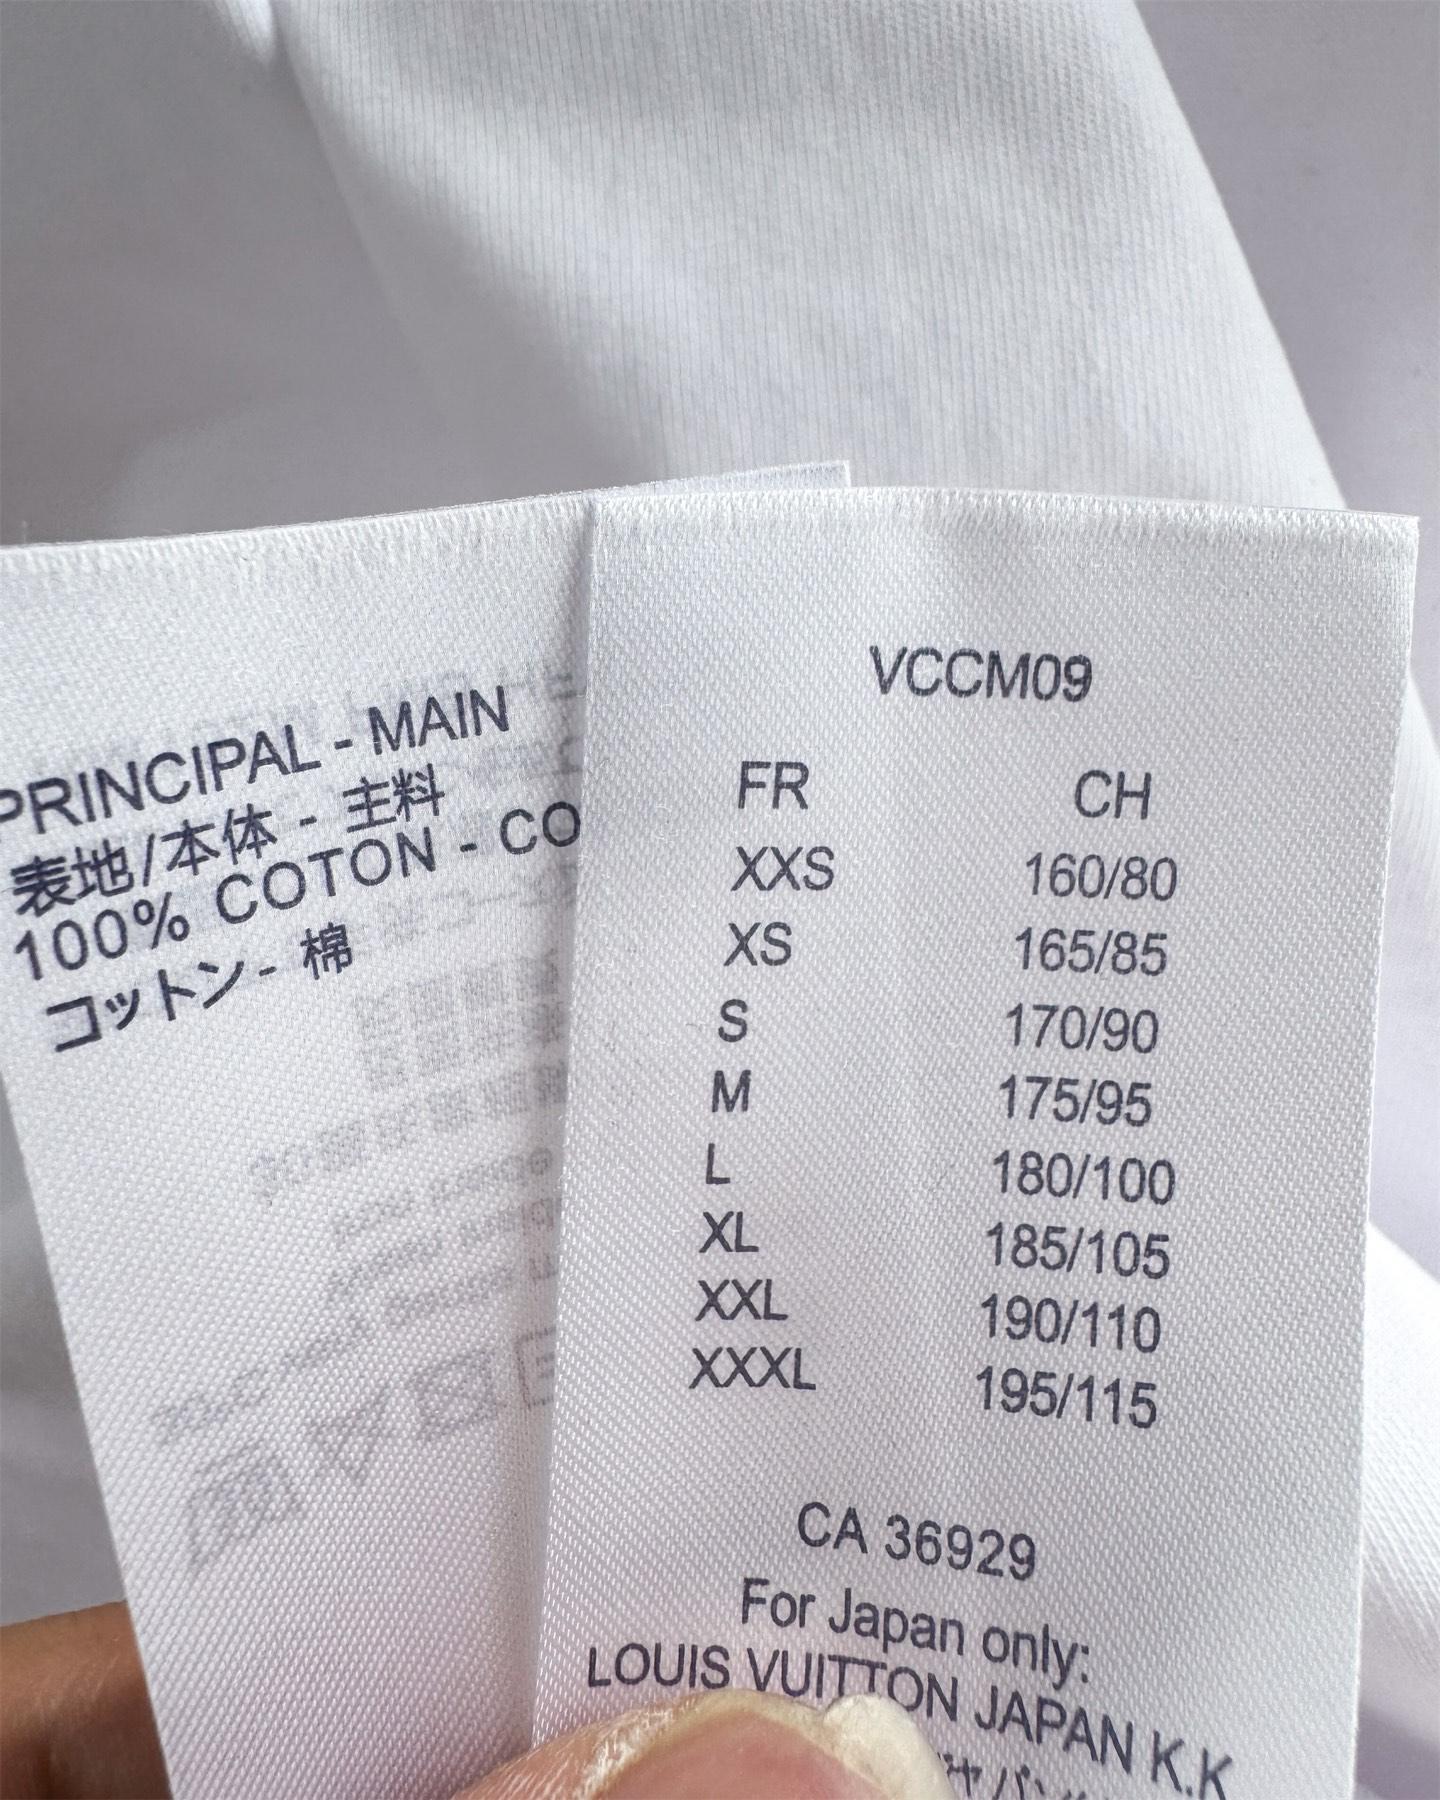 PRINCIPAL - MAIN
表地/本体 - 主料
100% COTON - CO
コットン - 棉
VCCM09
FR CH
XXS 160/80
XS 165/85
S 170/90
M 175/95
L 180/100
XL 185/105
XXL 190/110
XXXL 195/115
CA 36929
For Japan only:
LOUIS VUITTON JAPAN K.K